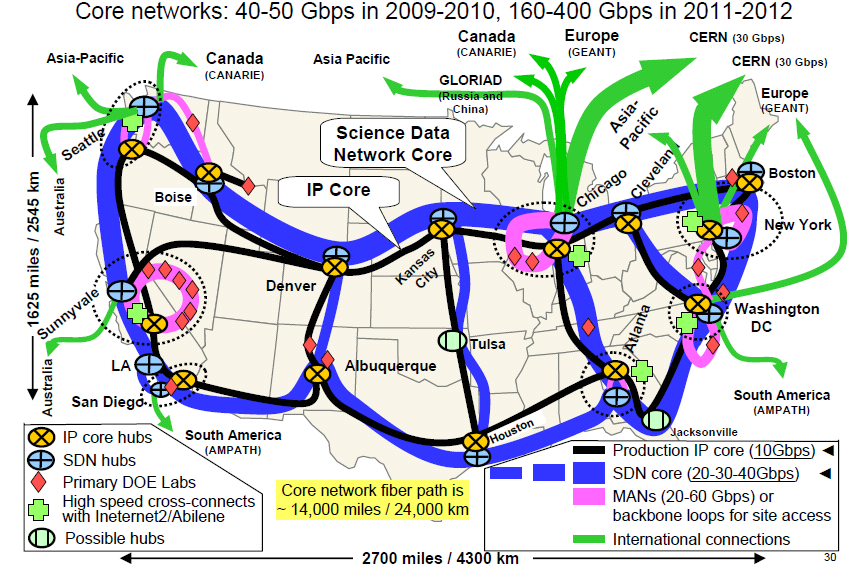 Core networks: 40-50 Gbps in 2009-2010, 160-400 Gbps in 2011-2012
Asia-Pacific
Canada
(CANARIE)
Asia Pacific
Canada
(CANARIE)
Europe
(GEANT)
CERN (30 Gbps)
CERN (30 Gbps)
GLORIAD
(Russia and
China)
Europe
(GEANT)
Asia-
Pacific
Science Data
Network Core
IP Core
Seattle
Boise
Chicago
Cleveland
Boston
New York
Australia
1625 miles / 2545 km
Sunnyvale
Denver
Kansas
City
Washington
DC
Atlanta
Tulsa
LA
Albuquerque
San Diego
Australia
South America
(AMPATH)
South America
(AMPATH)
Houston
Jacksonville
IP core hubs
SDN hubs
Primary DOE Labs
High speed cross-connects
with Ineternet2/Abilene
Possible hubs
Core network fiber path is
~ 14,000 miles / 24,000 km
Production IP core (10Gbps) ◄
SDN core (20-30-40Gbps) ◄
MANs (20-60 Gbps) or
backbone loops for site access
International connections
2700 miles / 4300 km
30